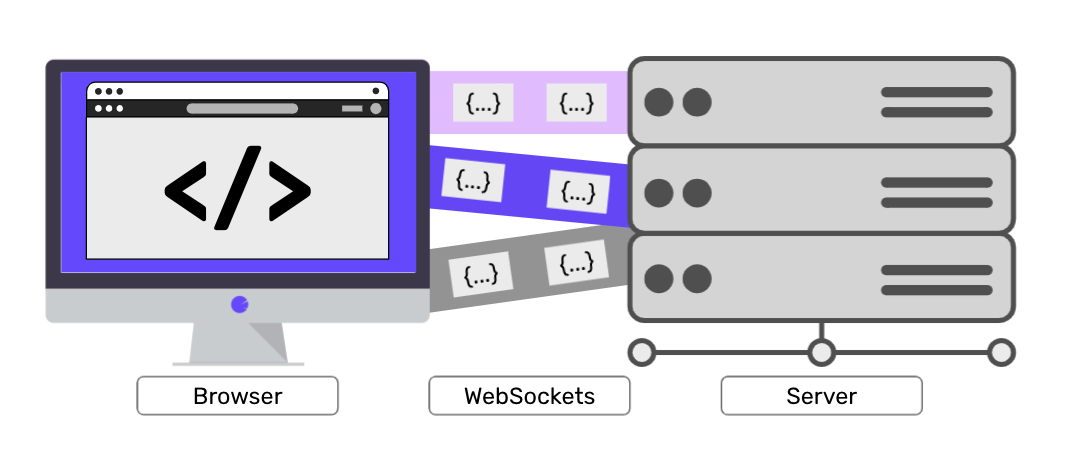 {...} {...}
{...} {...}
{...} {...}
</>
Browser
WebSockets
Server